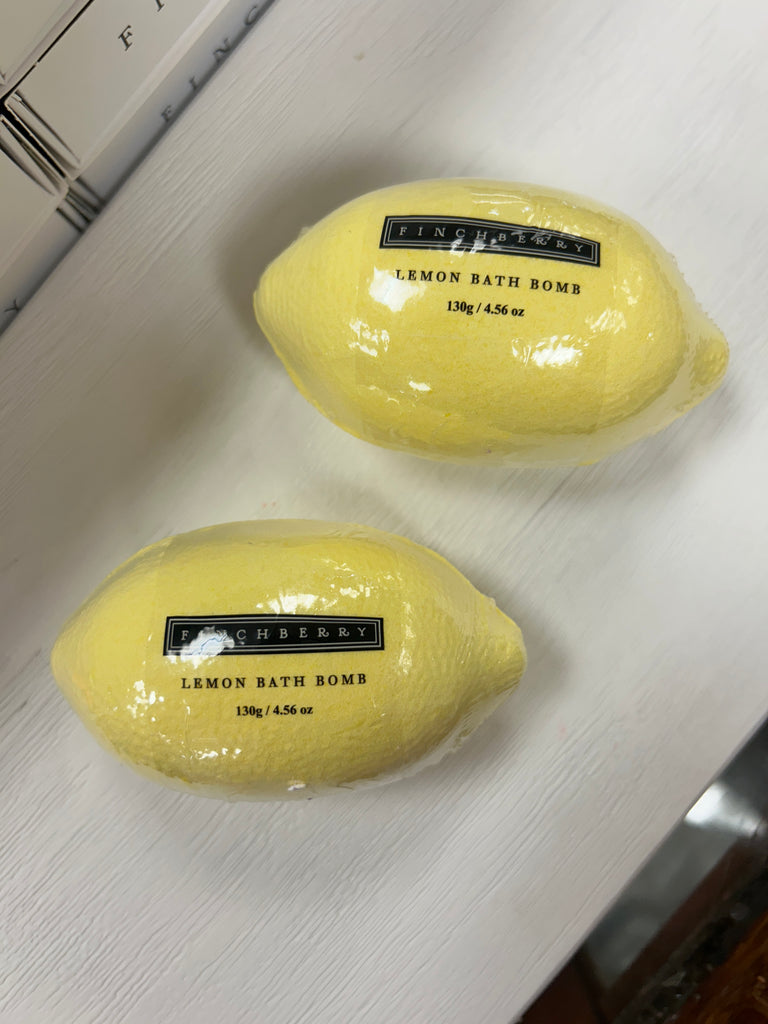 FINCHBERRY
LEMON BATH BOMB
130g / 4.56 oz
FINCHBERRY
LEMON BATH BOMB
130g / 4.56 oz